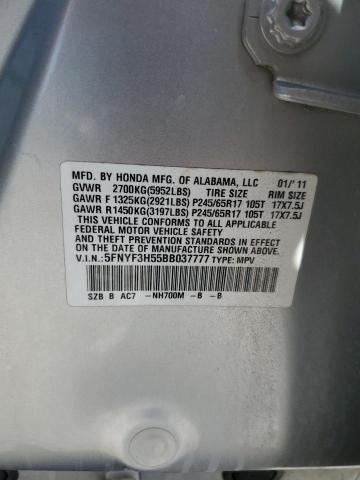 MFD. BY HONDA MFG. OF ALABAMA, LLC 01/'11
GVWR 2700KG(5952LBS) TIRE SIZE RIM SIZE
GAWR F 1325KG(2921LBS) P245/65R17 105T 17X7.5J
GAWR R 1450KG(3197LBS) P245/65R17 105T 17X7.5J
THIS VEHICLE CONFORMS TO ALL APPLICABLE
FEDERAL MOTOR VEHICLE SAFETY
AND THEFT PREVENTION STANDARDS IN EFFECT
ON THE DATE OF MANUFACTURE SHOWN ABOVE.
V.I.N.:5FNYF3H55BB037777 TYPE: MPV
SZB B AC7 -NH700M -B -B